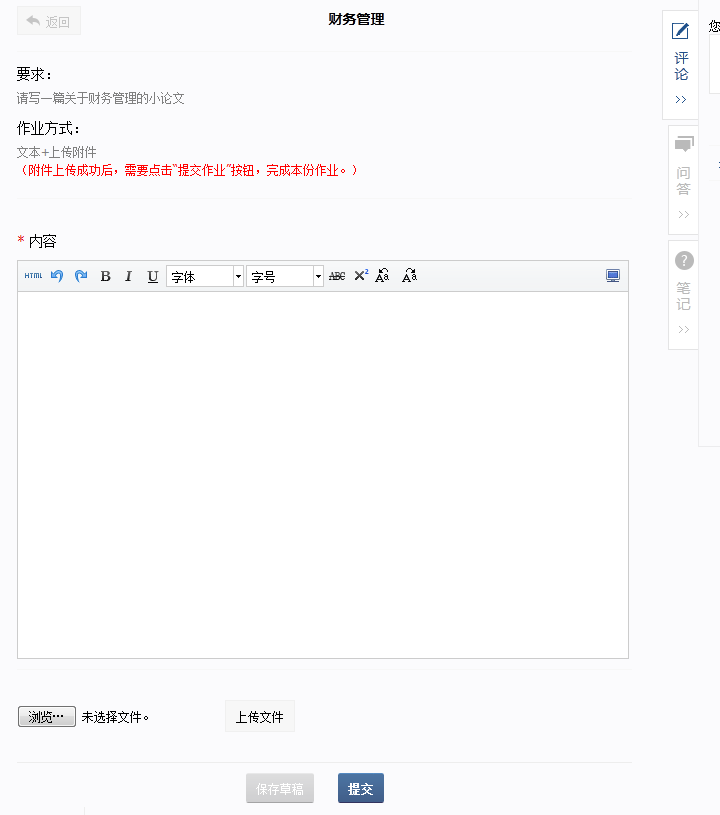 返回
财务管理
要求：
请写一篇关于财务管理的小论文
作业方式：
文本+上传附件
（附件上传成功后，需要点击“提交作业”按钮，完成本份作业。）
* 内容
HTML B I U 字体 字号 ABC X² Aa Aa
浏览… 未选择文件。 上传文件
保存草稿 提交
评论
>>
问答
>>
?
笔记
>>
您